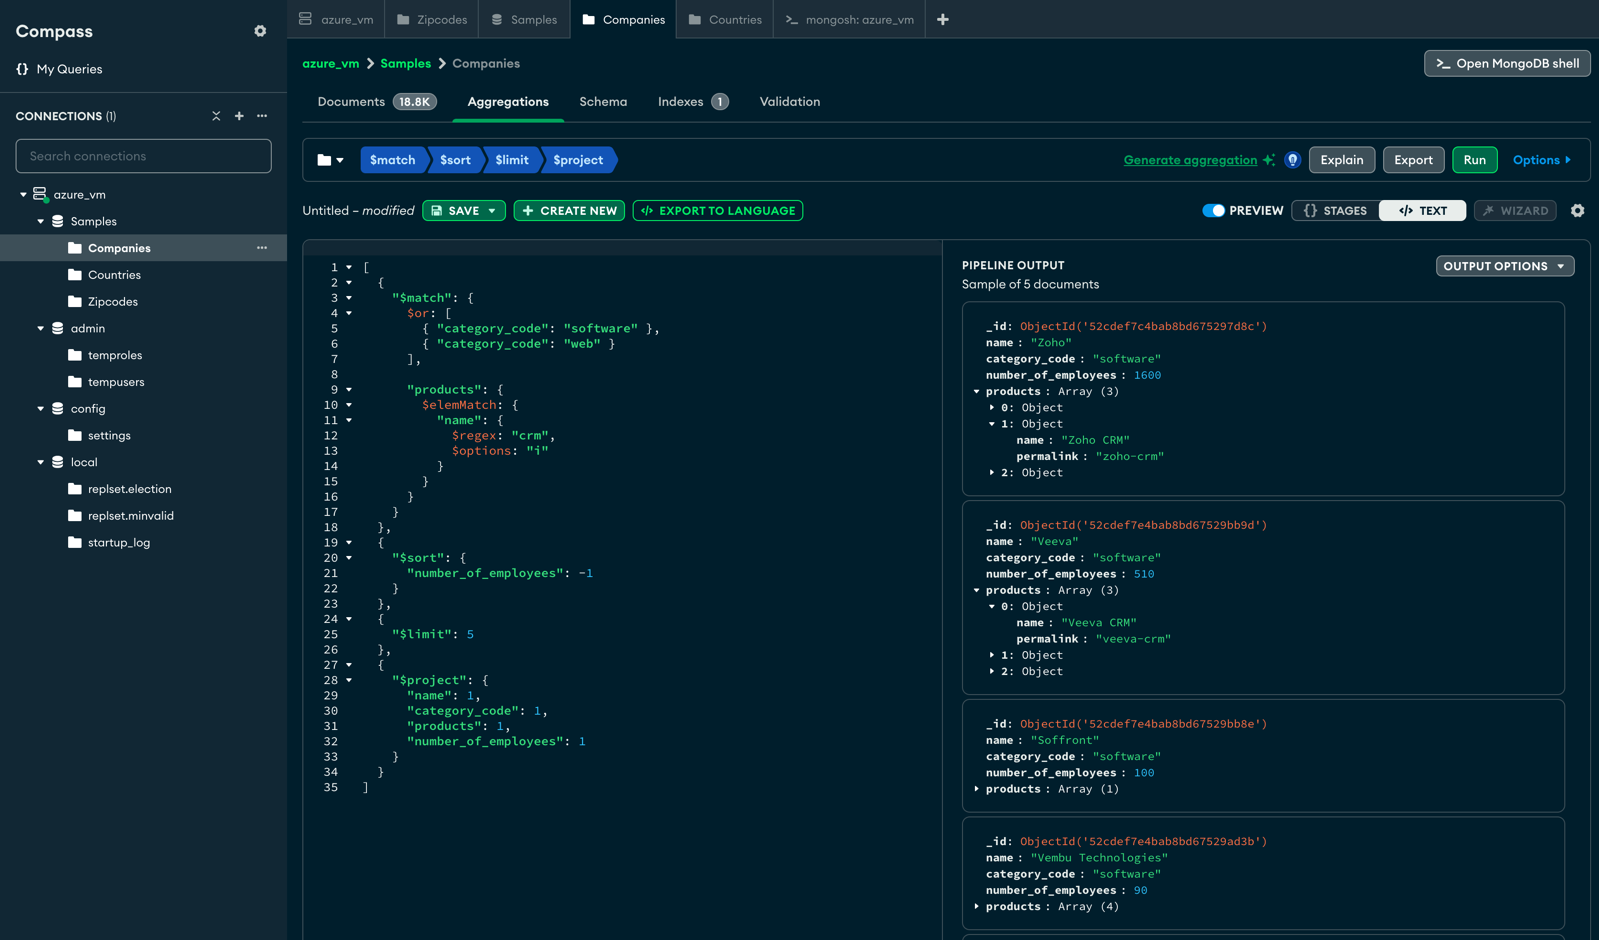 Compass
My Queries
CONNECTIONS (1)
Search connections
azure_vm
Samples
Companies
Countries
Zipcodes
admin
temproles
tempusers
config
settings
local
replset.election
replset.minvalid
startup_log
azure_vm
Zipcodes
Samples
Companies
Countries
>_ mongosh: azure_vm
azure_vm > Samples > Companies
>_ Open MongoDB shell
Documents 18.8K
Aggregations
Schema
Indexes 1
Validation
$match
$sort
$limit
$project
Generate aggregation
Explain
Export
Run
Options
Untitled – modified
SAVE
+ CREATE NEW
</> EXPORT TO LANGUAGE
PREVIEW
{} STAGES
</> TEXT
WIZARD
1 [
2 {
3 "$match": {
4 $or: [
5 { "category_code": "software" },
6 { "category_code": "web" }
7 ],
8
9 "products": {
10 $elemMatch: {
11 "name": {
12 $regex: "crm",
13 $options: "i"
14 }
15 }
16 }
17 }
18 },
19 {
20 "$sort": {
21 "number_of_employees": -1
22 }
23 },
24 {
25 "$limit": 5
26 },
27 {
28 "$project": {
29 "name": 1,
30 "category_code": 1,
31 "products": 1,
32 "number_of_employees": 1
33 }
34 }
35 ]
PIPELINE OUTPUT
Sample of 5 documents
OUTPUT OPTIONS
_id: ObjectId('52cdef7c4bab8bd675297d8c')
name : "Zoho"
category_code : "software"
number_of_employees : 1600
products : Array (3)
0: Object
1: Object
name : "Zoho CRM"
permalink : "zoho-crm"
2: Object
_id: ObjectId('52cdef7e4bab8bd67529bb9d')
name : "Veeva"
category_code : "software"
number_of_employees : 510
products : Array (3)
0: Object
name : "Veeva CRM"
permalink : "veeva-crm"
1: Object
2: Object
_id: ObjectId('52cdef7e4bab8bd67529bb8e')
name : "Soffront"
category_code : "software"
number_of_employees : 100
products : Array (1)
_id: ObjectId('52cdef7e4bab8bd67529ad3b')
name : "Vembu Technologies"
category_code : "software"
number_of_employees : 90
products : Array (4)